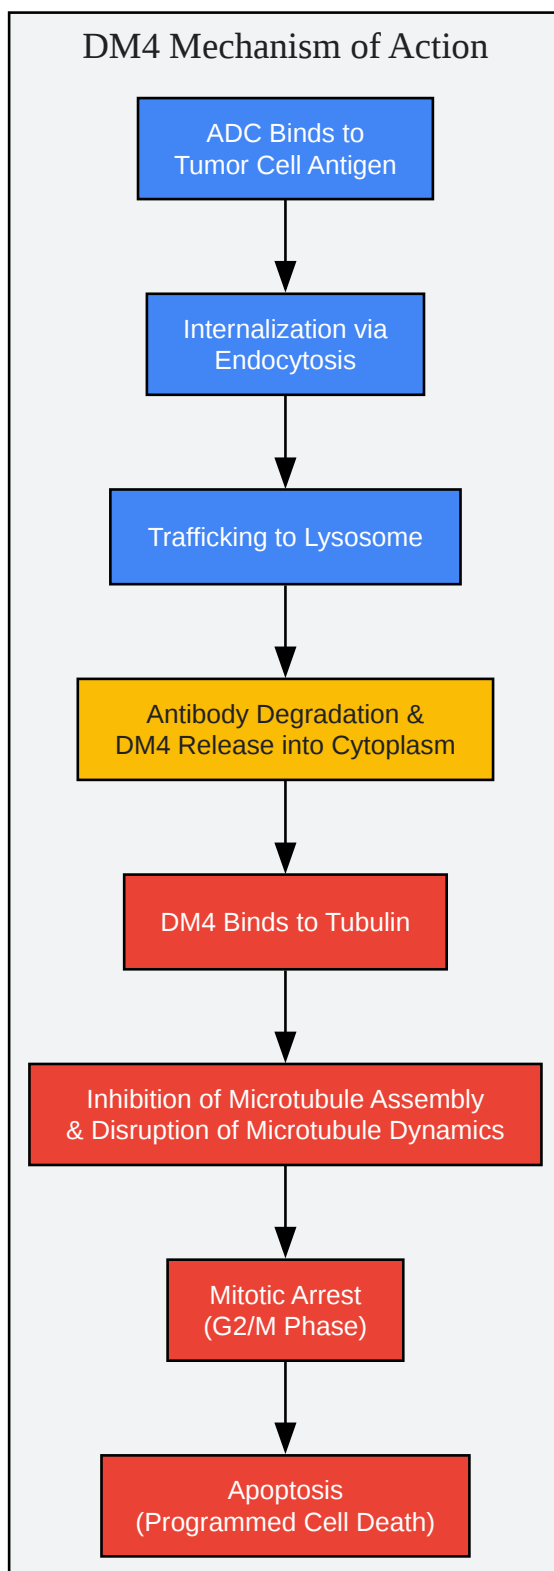 DM4 Mechanism of Action
ADC Binds to
Tumor Cell Antigen
Internalization via
Endocytosis
Trafficking to Lysosome
Antibody Degradation &
DM4 Release into Cytoplasm
DM4 Binds to Tubulin
Inhibition of Microtubule Assembly
& Disruption of Microtubule Dynamics
Mitotic Arrest
(G2/M Phase)
Apoptosis
(Programmed Cell Death)